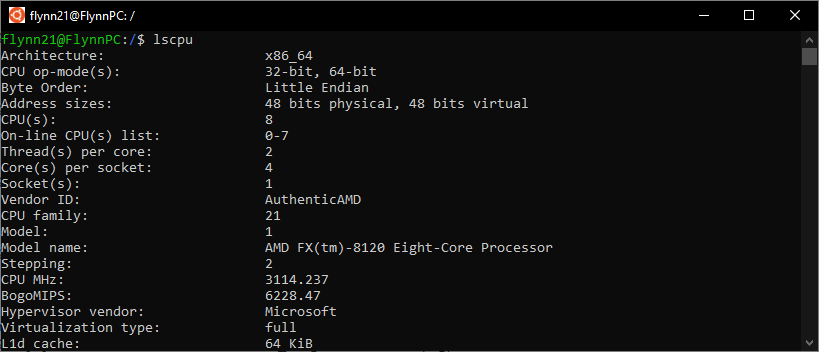 flynn21@FlynnPC: /
flynn21@FlynnPC:/$ lscpu
Architecture: x86_64
CPU op-mode(s): 32-bit, 64-bit
Byte Order: Little Endian
Address sizes: 48 bits physical, 48 bits virtual
CPU(s): 8
On-line CPU(s) list: 0-7
Thread(s) per core: 2
Core(s) per socket: 4
Socket(s): 1
Vendor ID: AuthenticAMD
CPU family: 21
Model: 1
Model name: AMD FX(tm)-8120 Eight-Core Processor
Stepping: 2
CPU MHz: 3114.237
BogoMIPS: 6228.47
Hypervisor vendor: Microsoft
Virtualization type: full
L1d cache: 64 KiB